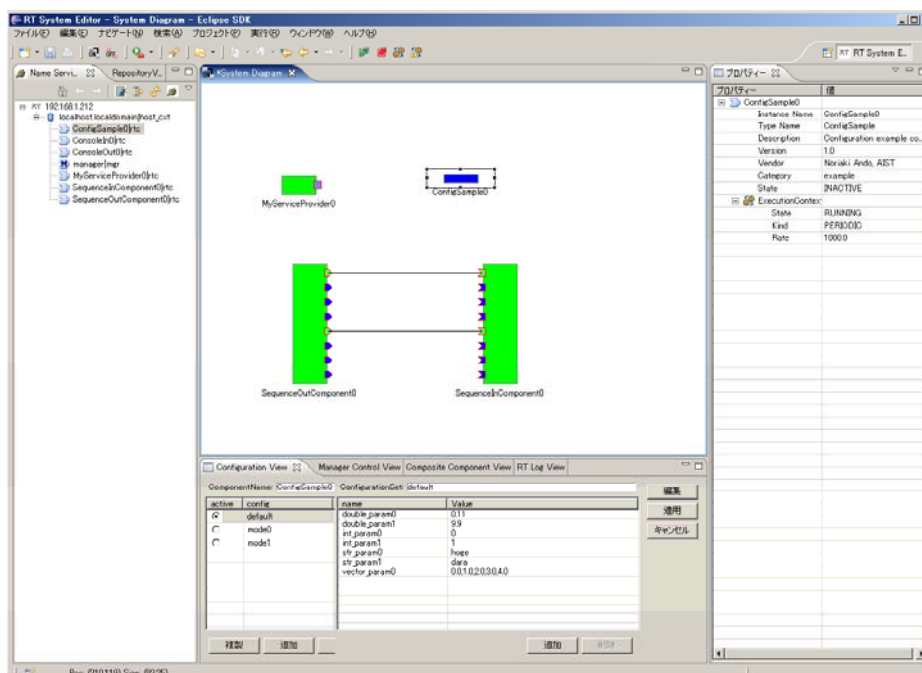 RT System Editor - System Diagram - Eclipse SDK
ファイル(F) 編集(E) ナビゲート(N) 検索(A) プロジェクト(P) 実行(R) ウィンドウ(W) ヘルプ(H)
RT System E..
Name Servi..
RepositoryV..
192.168.1.212
localhost.localdomain|host_cxt
ConfigSample0|rtc
ConsoleIn0|rtc
ConsoleOut0|rtc
manager|mgr
MyServiceProvider0|rtc
SequenceInComponent0|rtc
SequenceOutComponent0|rtc
*System Diagram
MyServiceProvider0
ConfigSample0
SequenceOutComponent0
SequenceInComponent0
プロパティー
プロパティー 値
ConfigSample0
Instance Name ConfigSample0
Type Name ConfigSample
Description Configuration example co..
Version 1.0
Vendor Noriaki Ando, AIST
Category example
State INACTIVE
ExecutionContex
State RUNNING
Kind PERIODIC
Rate 1000.0
Configuration View Manager Control View Composite Component View RT Log View
ComponentName: ConfigSample0 ConfigurationSet: default
active config
default
mode0
mode1
name Value
double_param0 0.11
double_param1 9.9
int_param0 0
int_param1 1
str_param0 hoge
str_param1 dara
vector_param0 0.0,1.0,2.0,3.0,4.0
編集
適用
キャンセル
複製 追加
追加